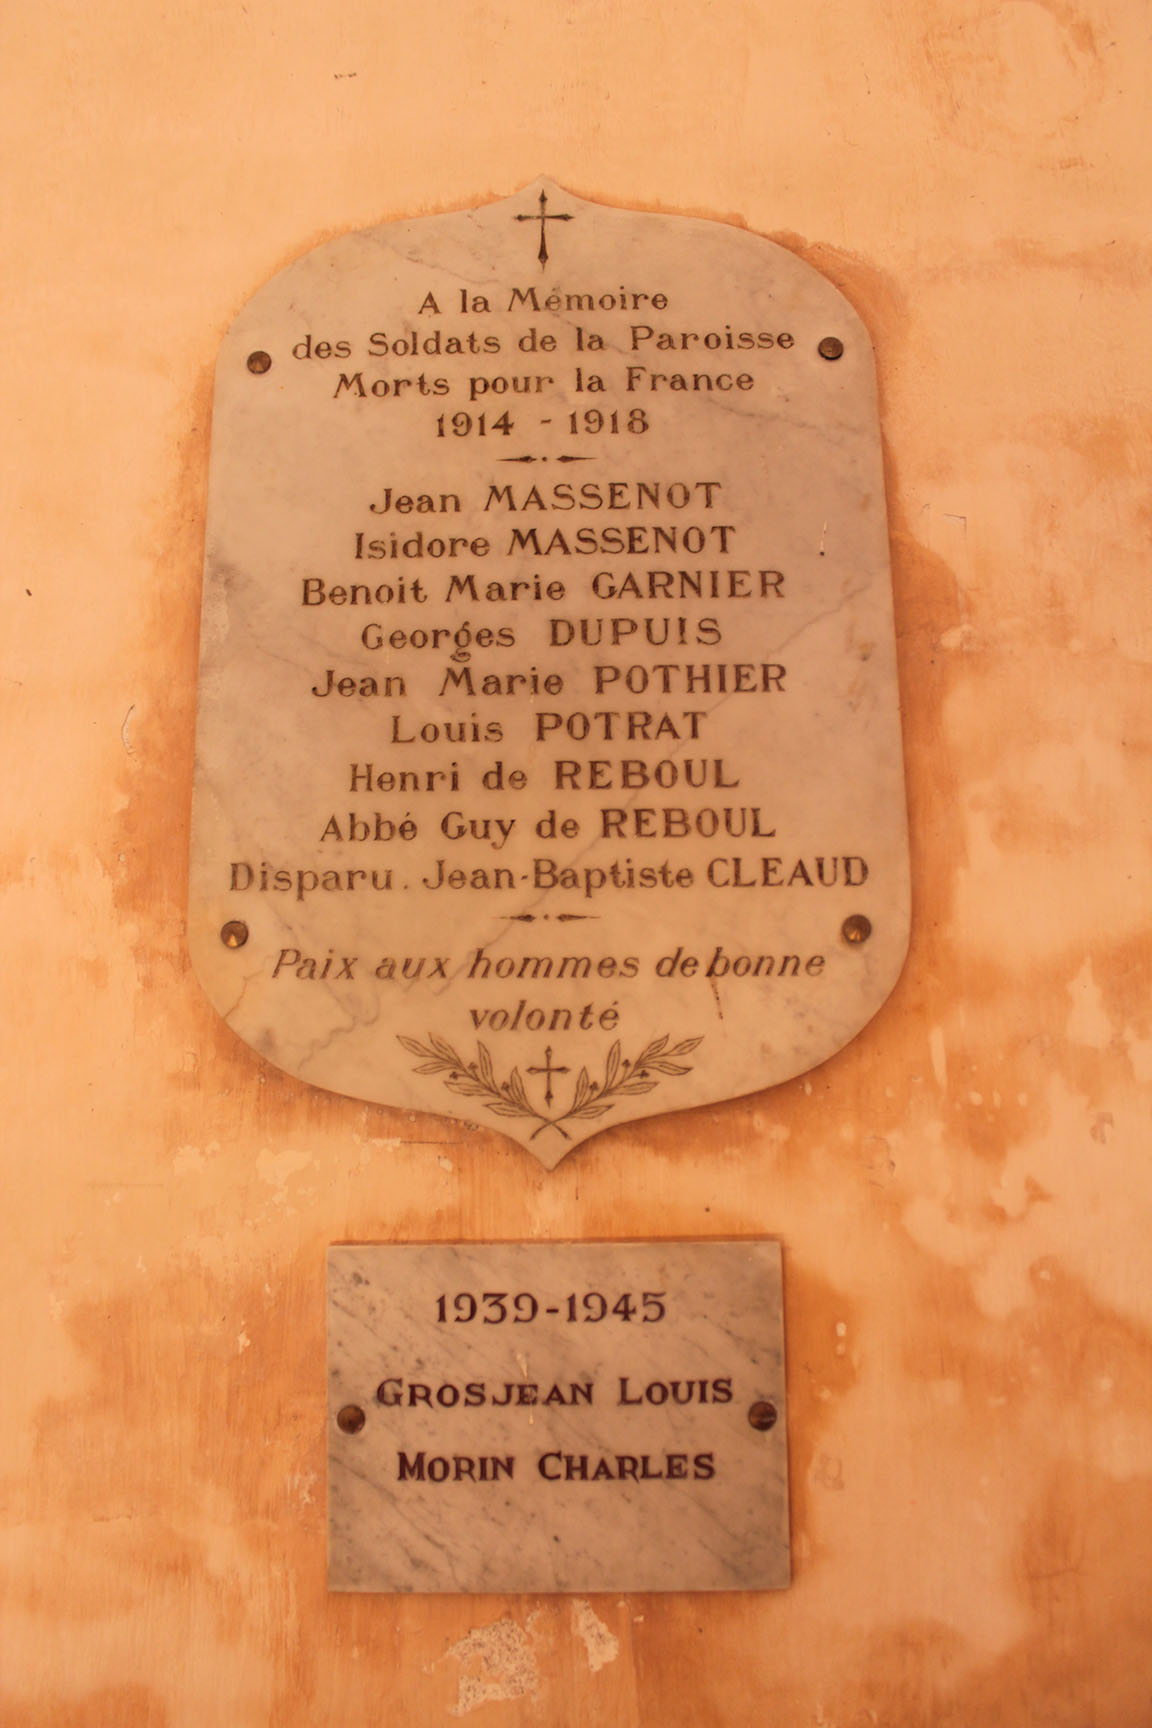 A la Mémoire
des Soldats de la Paroisse
Morts pour la France
1914 - 1918
Jean MASSENOT
Isidore MASSENOT
Benoit Marie GARNIER
Georges DUPUIS
Jean Marie POTHIER
Louis POTRAT
Henri de REBOUL
Abbé Guy de REBOUL
Disparu. Jean-Baptiste CLEAUD
Paix aux hommes de bonne
volonté
1939-1945
GROSJEAN LOUIS
MORIN CHARLES